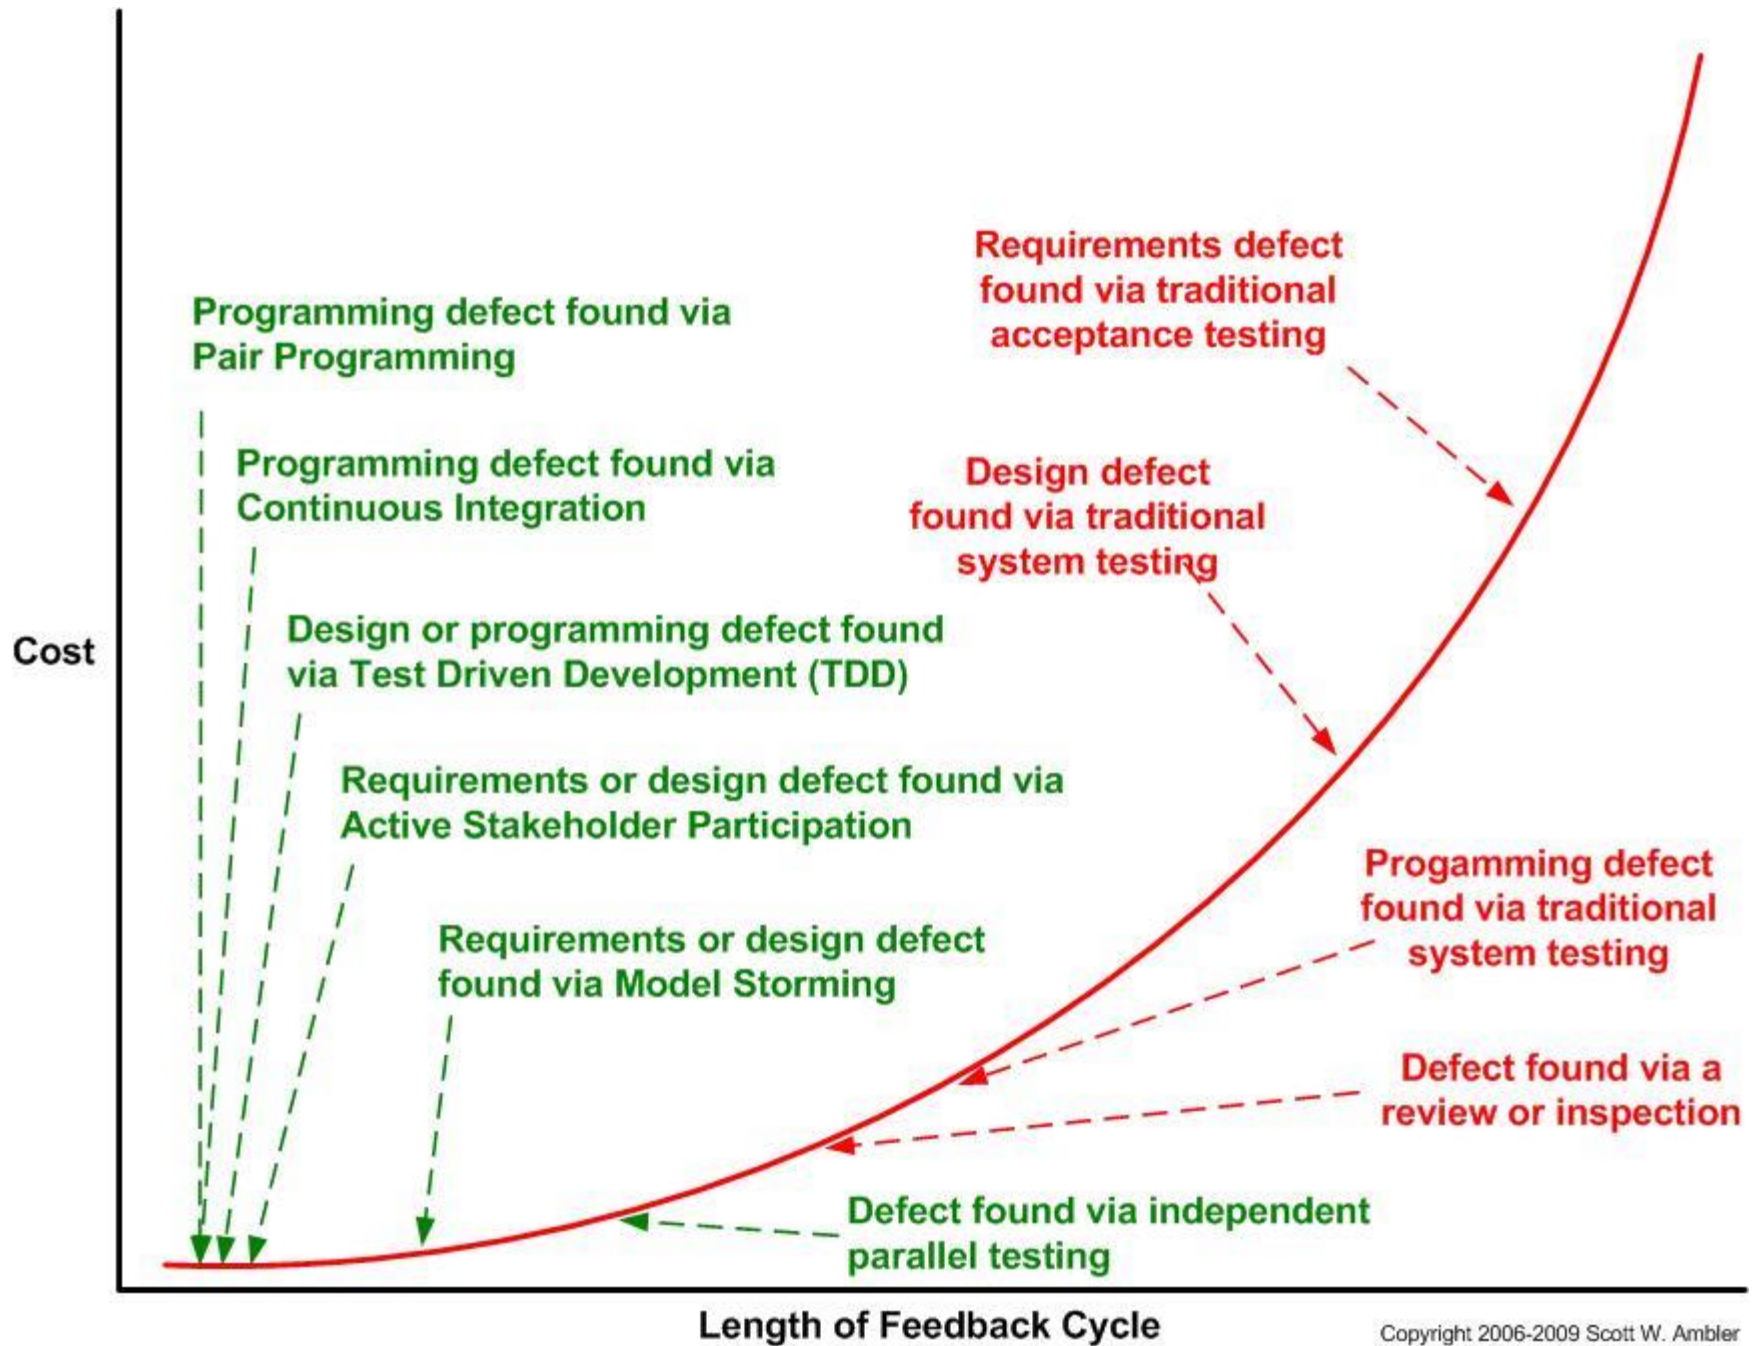 Requirements defect
found via traditional
acceptance testing
Programming defect found via
Pair Programming
Programming defect found via
Continuous Integration
Design defect
found via traditional
system testing
Design or programming defect found
via Test Driven Development (TDD)
Cost
Requirements or design defect found via
Active Stakeholder Participation
Progamming defect
found via traditional
system testing
Requirements or design defect
found via Model Storming
Defect found via a
review or inspection
Defect found via independent
parallel testing
Length of Feedback Cycle
Copyright 2006-2009 Scott W. Ambler